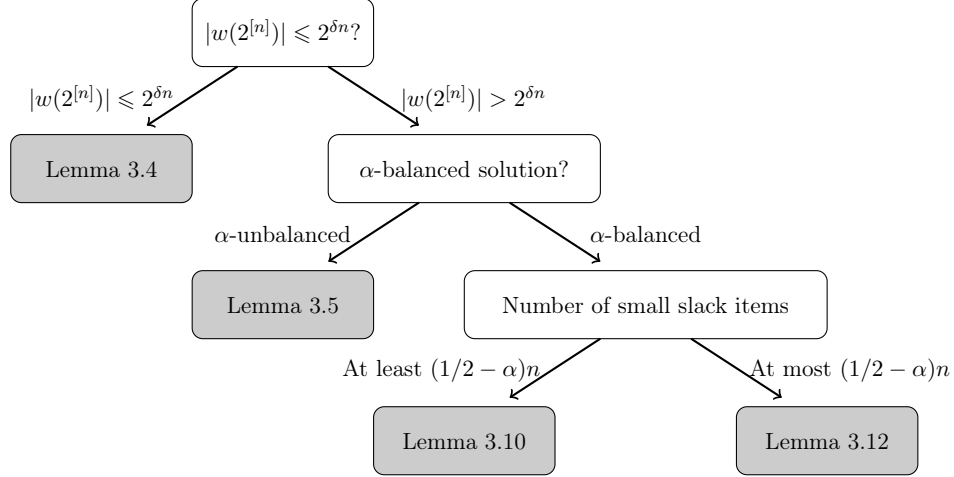 |w(2^{[n]})| ⩽ 2^{δn}?
|w(2^{[n]})| ⩽ 2^{δn}
|w(2^{[n]})| > 2^{δn}
Lemma 3.4
α-balanced solution?
α-unbalanced
α-balanced
Lemma 3.5
Number of small slack items
At least (1/2 − α)n
At most (1/2 − α)n
Lemma 3.10
Lemma 3.12